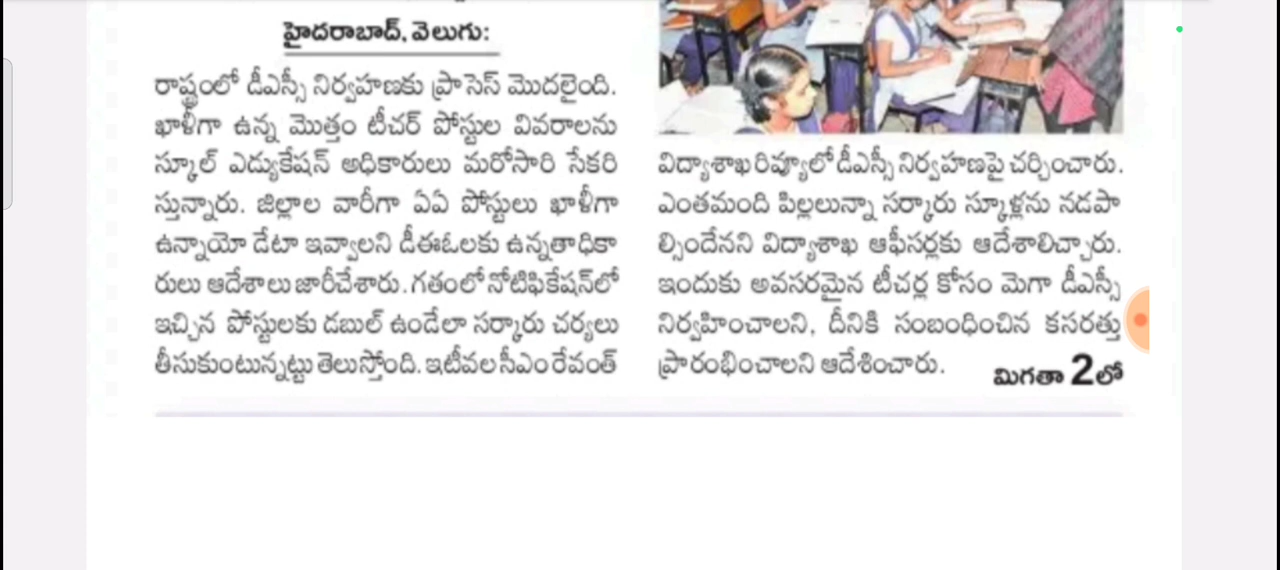 హైదరాబాద్, వెలుగు:
రాష్ట్రంలో డీఎస్సీ నిర్వహణకు ప్రాసెస్ మొదలైంది.
ఖాళీగా ఉన్న మొత్తం టీచర్ పోస్టుల వివరాలను
స్కూల్ ఎడ్యుకేషన్ అధికారులు మరోసారి సేకరి
స్తున్నారు. జిల్లాల వారీగా ఏఏ పోస్టులు ఖాళీగా
ఉన్నాయో డేటా ఇవ్వాలని డీఈఓలకు ఉన్నతాధికా
రులు ఆదేశాలు జారీచేశారు. గతంలో నోటిఫికేషన్‌లో
ఇచ్చిన పోస్టులకు డబుల్ ఉండేలా సర్కారు చర్యలు
తీసుకుంటున్నట్టు తెలుస్తోంది. ఇటీవల సీఎం రేవంత్
విద్యాశాఖ రివ్యూలో డీఎస్సీ నిర్వహణపై చర్చించారు.
ఎంతమంది పిల్లలున్నా సర్కారు స్కూళ్లను నడపా
ల్సిందేనని విద్యాశాఖ ఆఫీసర్లకు ఆదేశాలిచ్చారు.
ఇందుకు అవసరమైన టీచర్ల కోసం మెగా డీఎస్సీ
నిర్వహించాలని, దీనికి సంబంధించిన కసరత్తు
ప్రారంభించాలని ఆదేశించారు.
మిగతా 2లో